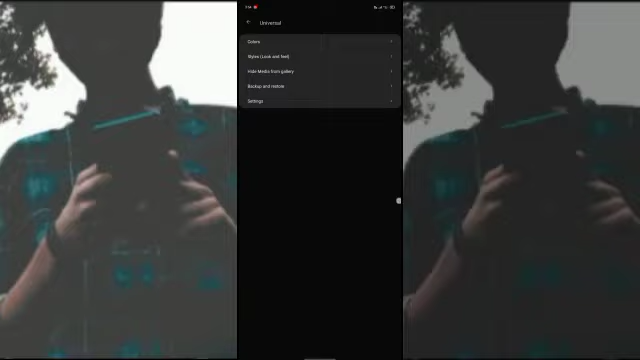 Universal
Colors
Styles (Look and feel)
Hide Media from gallery
Backup and restore
Settings